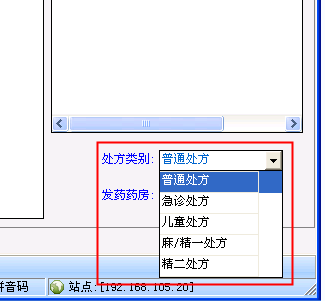 处方类别: 普通处方
普通处方
急诊处方
发药药房:
儿童处方
麻/精一处方
精二处方
拼音码
站点:[192.168.105.20]